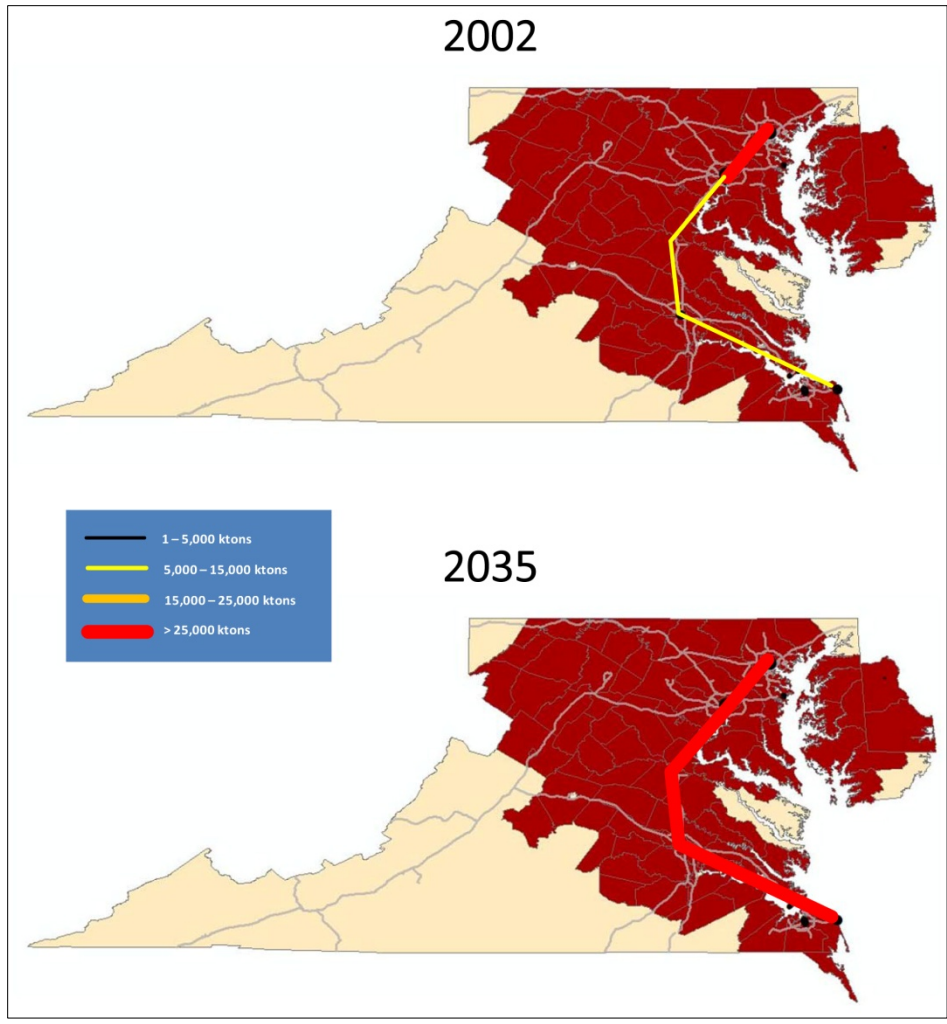 2002
1 – 5,000 ktons
5,000 – 15,000 ktons
15,000 – 25,000 ktons
> 25,000 ktons
2035